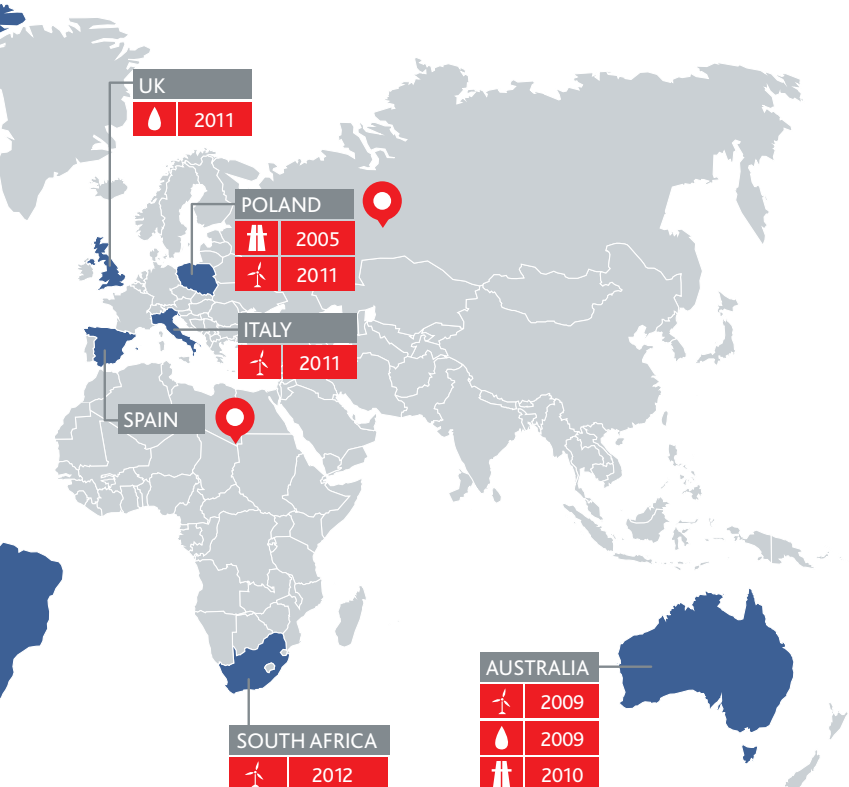 UK
2011
POLAND
2005
2011
ITALY
2011
SPAIN
AUSTRALIA
2009
2009
2010
SOUTH AFRICA
2012